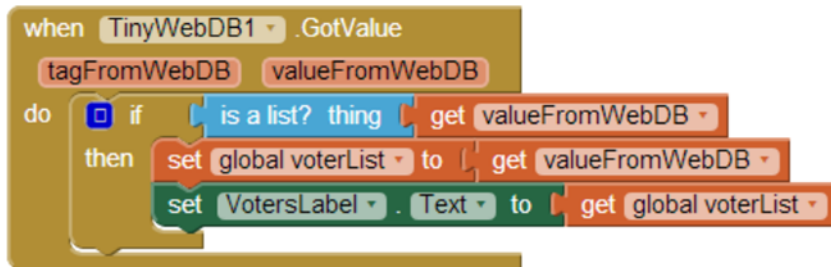 when TinyWebDB1 .GotValue
tagFromWebDB valueFromWebDB
do if is a list? thing get valueFromWebDB
then set global voterList to get valueFromWebDB
set VotersLabel . Text to get global voterList